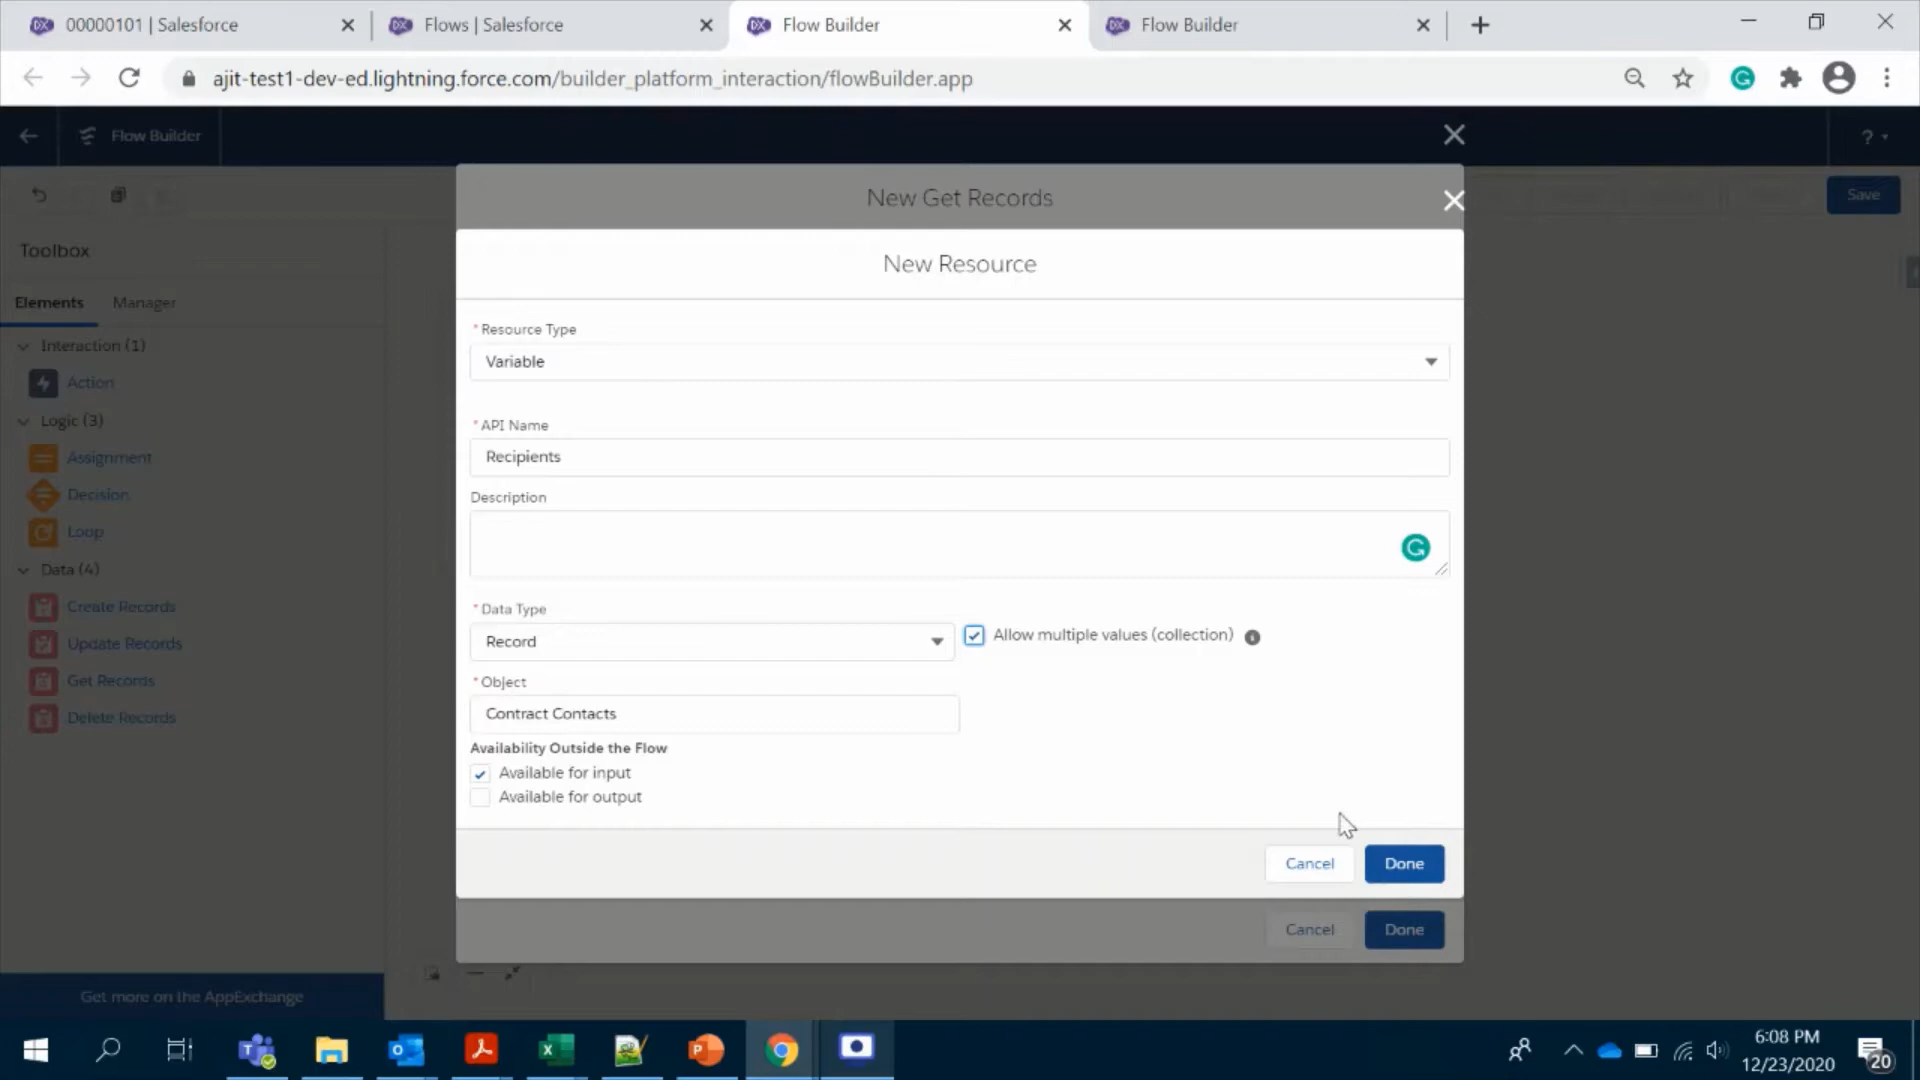 00000101 | Salesforce
Flows | Salesforce
Flow Builder
Flow Builder
ajit-test1-dev-ed.lightning.force.com/builder_platform_interaction/flowBuilder.app
Flow Builder
?
New Get Records
Save
Toolbox
New Resource
Elements
Manager
Interaction (1)
Action
Logic (3)
Assignment
Decision
Loop
Data (4)
Create Records
Update Records
Get Records
Delete Records
Get more on the AppExchange
* Resource Type
Variable
* API Name
Recipients
Description
* Data Type
Record
Allow multiple values (collection)
* Object
Contract Contacts
Availability Outside the Flow
Available for input
Available for output
Cancel
Done
Cancel
Done
6:08 PM
12/23/2020
20